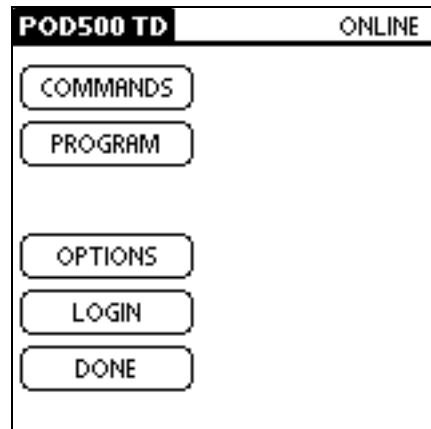 POD500 TD ONLINE
COMMANDS
PROGRAM
OPTIONS
LOGIN
DONE